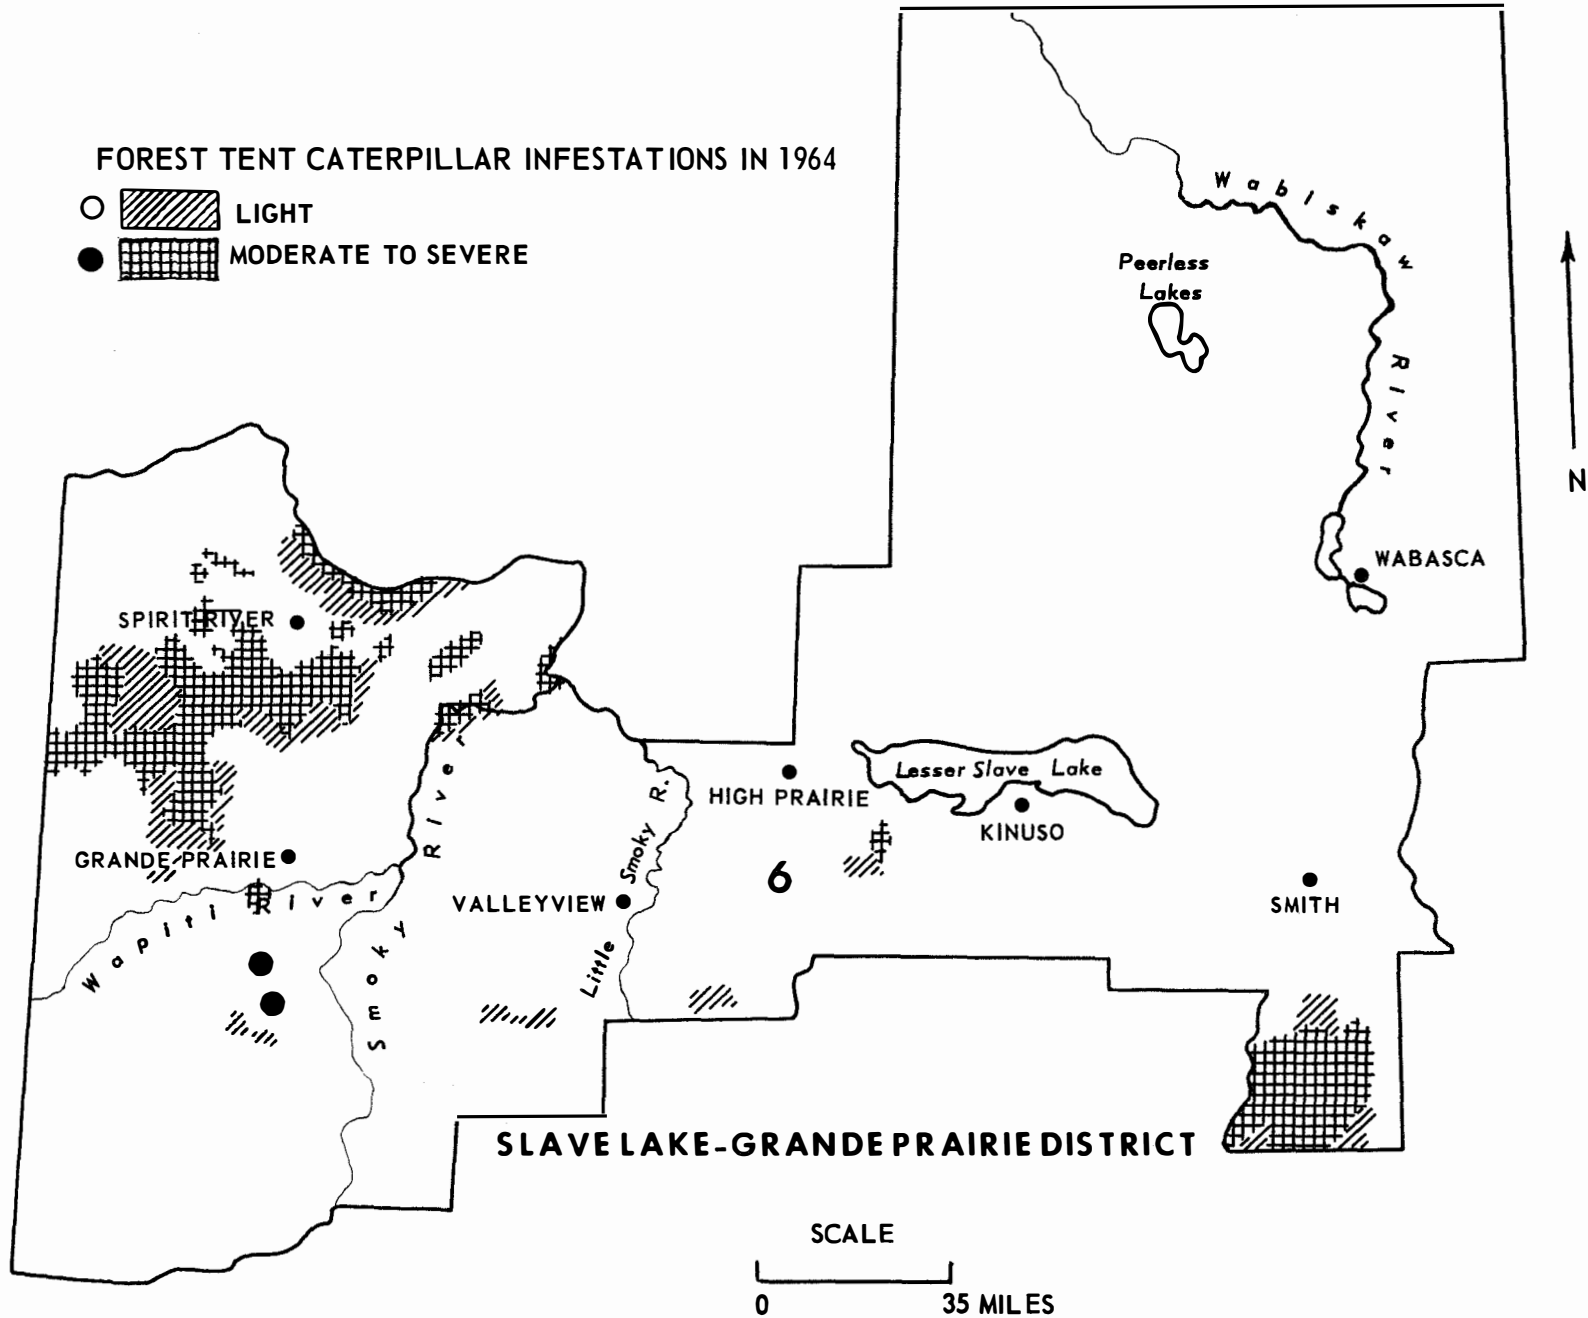 FOREST TENT CATERPILLAR INFESTATIONS IN 1964
LIGHT
MODERATE TO SEVERE
Wabiskaw River
Peerless
Lakes
N
WABASCA
SPIRIT RIVER
Lesser Slave Lake
HIGH PRAIRIE
KINUSO
GRANDE PRAIRIE
6
Smoky River
Little Smoky R.
VALLEYVIEW
Wapiti River
SMITH
SLAVE LAKE-GRANDE PRAIRIE DISTRICT
SCALE
0 35 MILES